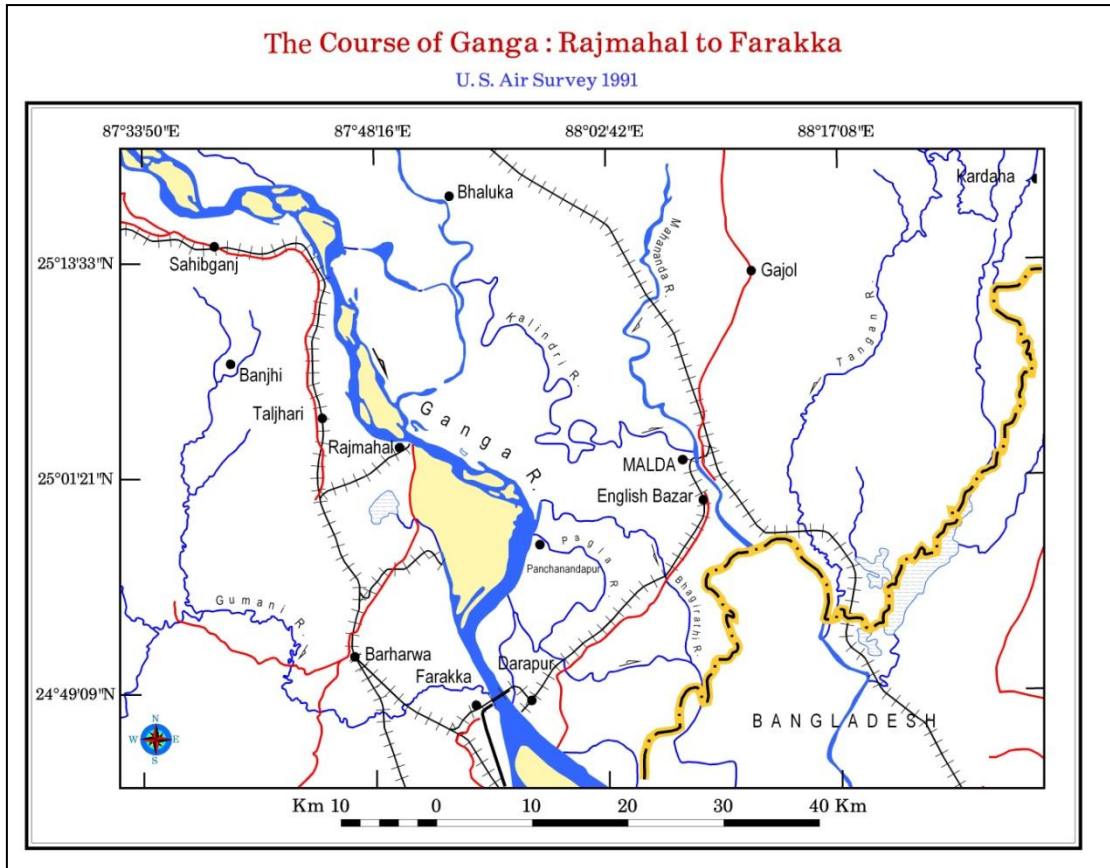 The Course of Ganga : Rajmahal to Farakka
U. S. Air Survey 1991
87°33'50"E 87°48'16"E 88°02'42"E 88°17'08"E
Kardaha
Bhaluka
Mahananda R.
Sahibganj
25°13'33"N
Gajol
Kalindri R.
Tangan R.
Banjhi
Ganga R.
Taljhari
Rajmahal
MALDA
25°01'21"N
English Bazar
Pagla R.
Panchanandapur
Bhagirathi R.
Gumani R.
Barharwa
Farakka
Darapur
24°49'09"N
BANGLADESH
N
W E
S
Km 10 0 10 20 30 40 Km